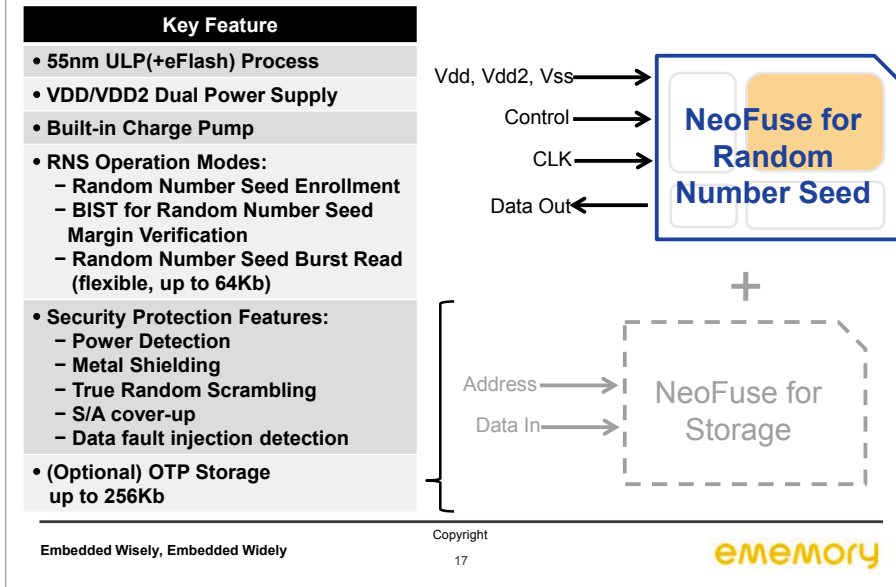 Key Feature
• 55nm ULP(+eFlash) Process
• VDD/VDD2 Dual Power Supply
• Built-in Charge Pump
• RNS Operation Modes:
− Random Number Seed Enrollment
− BIST for Random Number Seed
Margin Verification
− Random Number Seed Burst Read
(flexible, up to 64Kb)
• Security Protection Features:
− Power Detection
− Metal Shielding
− True Random Scrambling
− S/A cover-up
− Data fault injection detection
• (Optional) OTP Storage
up to 256Kb
Vdd, Vdd2, Vss
Control
CLK
Data Out
NeoFuse for
Random
Number Seed
+
Address
Data In
NeoFuse for
Storage
Embedded Wisely, Embedded Widely
Copyright
17
ememory